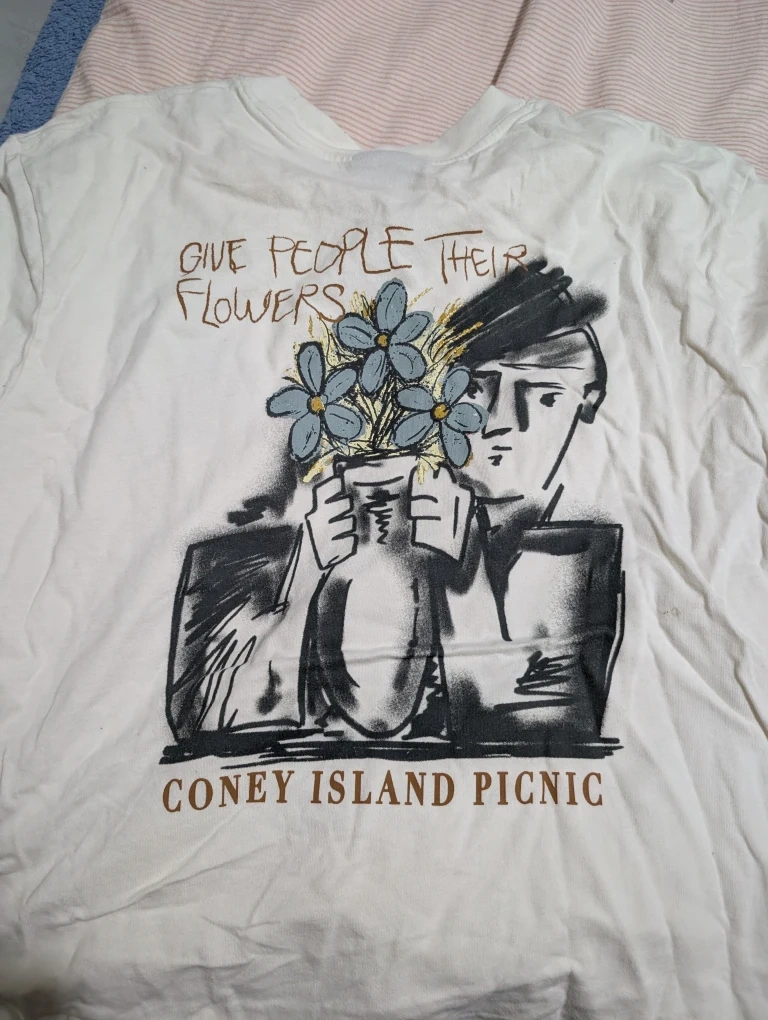 GIVE PEOPLE THEIR
FLOWERS
CONEY ISLAND PICNIC